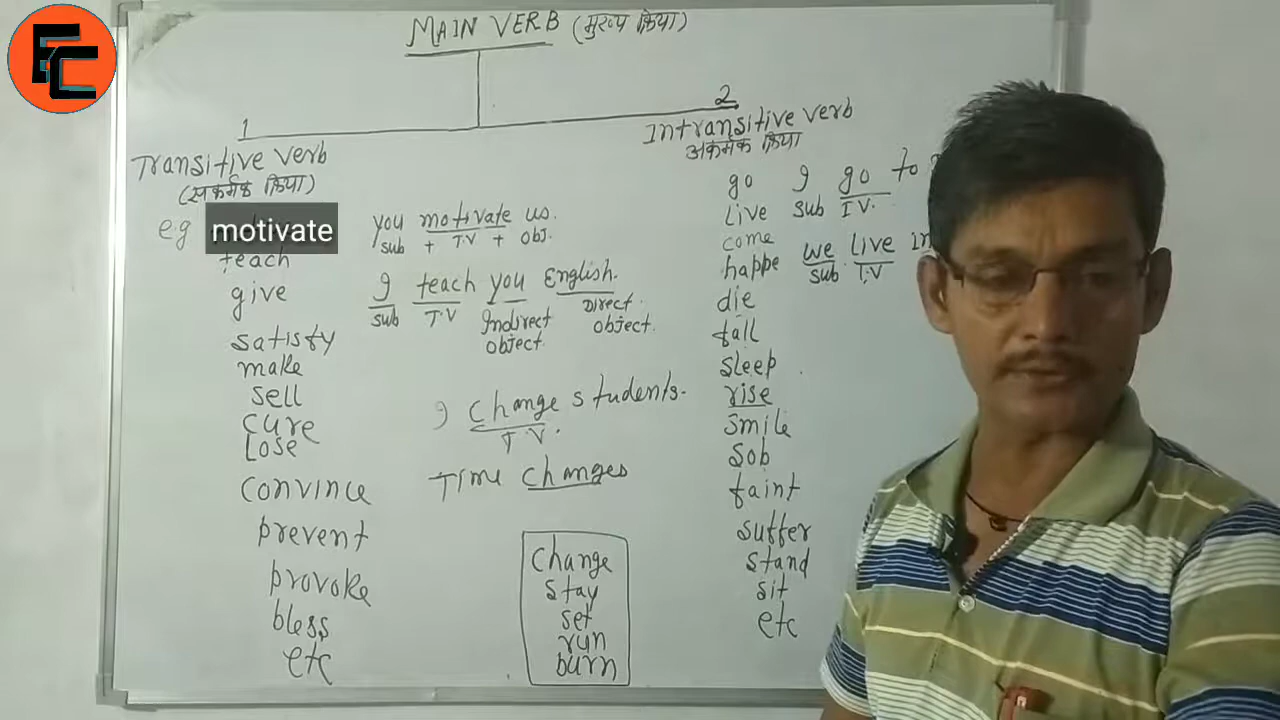 EC
MAIN VERB (मुख्य क्रिया)
1
2
Transitive verb
(सकर्मक क्रिया)
Intransitive verb
अकर्मक क्रिया
e.g
motivate
teach
give
satisfy
make
sell
cure
Lose
convince
prevent
provoke
bless
etc
you motivate us.
sub + T.V + obj.
I teach you English.
sub T.V Indirect object. Direct object.
I change students.
T.V.
Time changes
change
stay
set
run
burn
go
live
come
happe
die
fall
sleep
rise
smile
sob
faint
suffer
stand
sit
etc
I go to
sub I.V.
we live in
sub. I.V